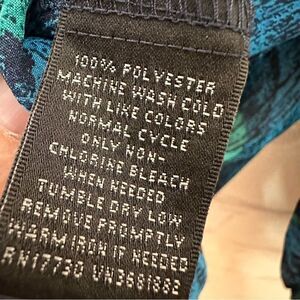 100% POLYESTER
MACHINE WASH COLD
WITH LIKE COLORS
NORMAL CYCLE
ONLY NON-
CHLORINE BLEACH
WHEN NEEDED
TUMBLE DRY LOW
REMOVE PROMPTLY
WARM IRON IF NEEDED
RN17730 VN3681888